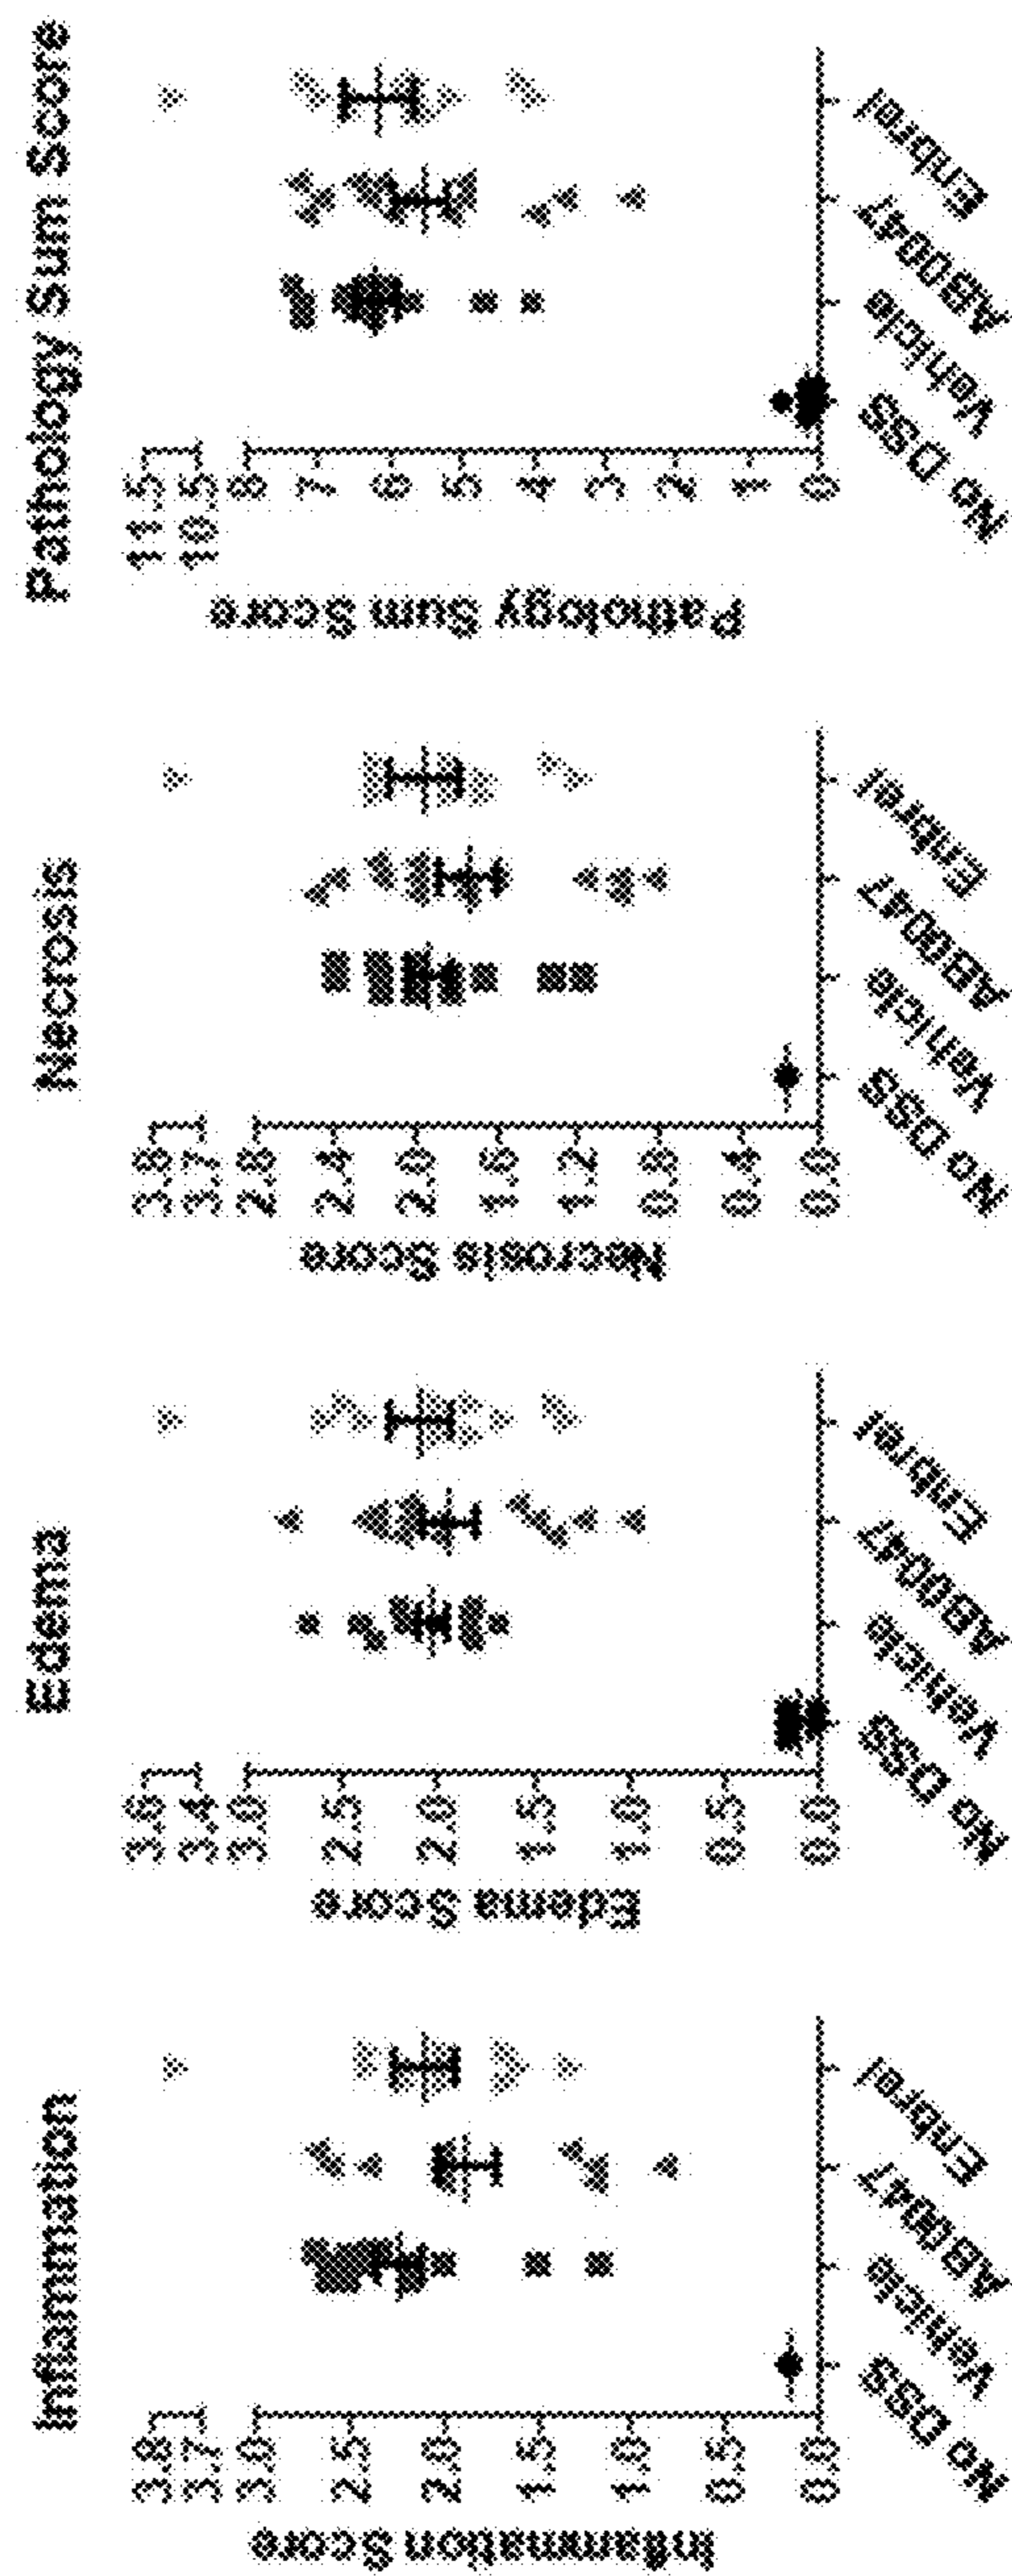 Inflammation
Inflammation Score
3.8
3.7
3.0
2.5
2.0
1.5
1.0
0.5
0.0
No DSS
Vehicle
AB0047
Enbrel
Edema
Edema Score
3.6
3.4
3.0
2.5
2.0
1.5
1.0
0.5
0.0
No DSS
Vehicle
AB0047
Enbrel
Necrosis
Necrosis Score
3.8
3.7
2.8
2.4
2.0
1.6
1.2
0.8
0.4
0.0
No DSS
Vehicle
AB0047
Enbrel
Pathology Sum Score
Pathology Sum Score
11.5
10.5
8
7
6
5
4
3
2
1
0
No DSS
Vehicle
AB0047
Enbrel